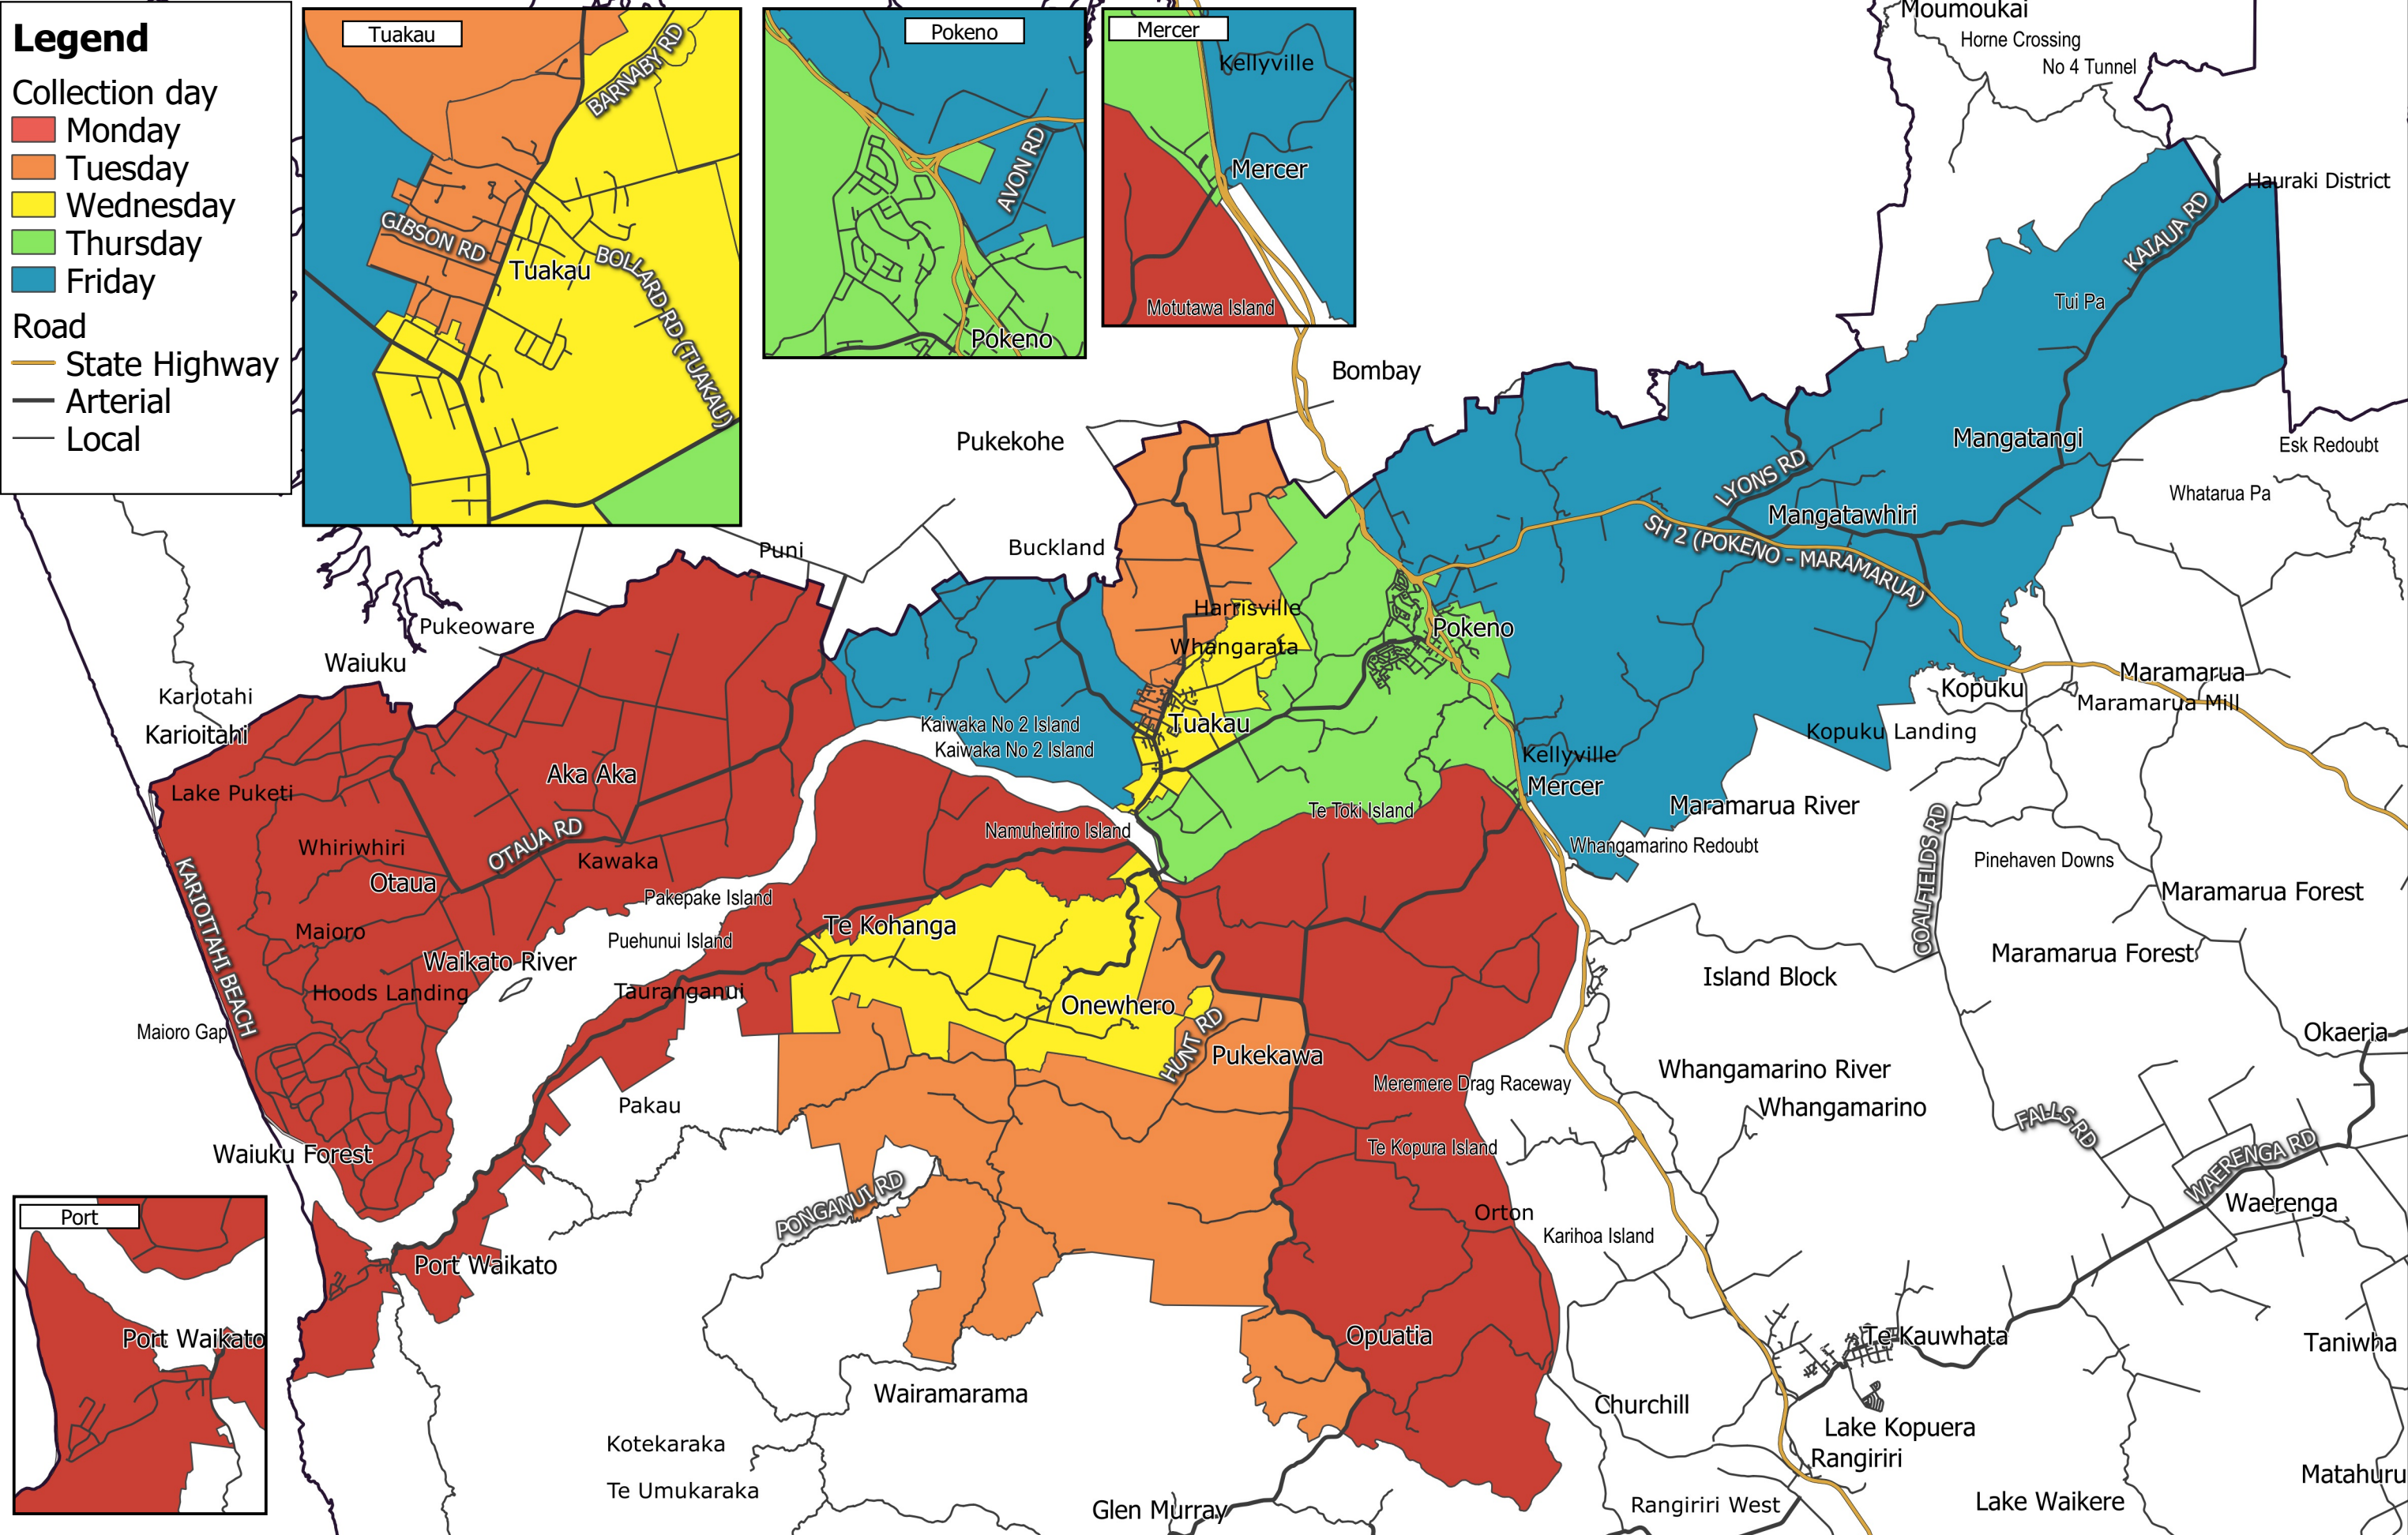 Legend
Collection day
Monday
Tuesday
Wednesday
Thursday
Friday
Road
State Highway
Arterial
Local
Tuakau
BARNABY RD
GIBSON RD
Tuakau
BOLLARD RD (TUAKAU)
Pokeno
AVON RD
Pokeno
Mercer
Kellyville
Mercer
Motutawa Island
Moumoukai
Horne Crossing
No 4 Tunnel
Hauraki District
KAIAUA RD
Tui Pa
Bombay
Pukekohe
Mangatangi
Esk Redoubt
LYONS RD
Whatarua Pa
Mangatawhiri
SH 2 (POKENO - MARAMARUA)
Puni
Buckland
Harrisville
Pukeoware
Pokeno
Whangarata
Waiuku
Maramarua
Kopuku
Karlotahi
Maramarua Mill
Karioitahi
Kaiwaka No 2 Island
Tuakau
Kopuku Landing
Kaiwaka No 2 Island
Kellyville
Aka Aka
Mercer
Lake Puketi
Maramarua River
Te Toki Island
Namuheiriro Island
OTAUA RD
Whiriwhiri
Whangamarino Redoubt
Kawaka
Pinehaven Downs
COALFIELDS RD
Otaua
Maramarua Forest
Pakepake Island
KARIOITAHI BEACH
Te Kohanga
Maioro
Puehunui Island
Maramarua Forest
Waikato River
Island Block
Tauranganui
Hoods Landing
Onewhero
Maioro Gap
HUNT RD
Okaeria
Pukekawa
Whangamarino River
Meremere Drag Raceway
Pakau
Whangamarino
FALLS RD
Te Kopura Island
Waiuku Forest
WAERENGA RD
PONGANUI RD
Waerenga
Orton
Port
Karihoa Island
Port Waikato
Port Waikato
Opuatia
Te Kauwhata
Taniwha
Wairamarama
Churchill
Lake Kopuera
Kotekaraka
Rangiriri
Matahuru
Te Umukaraka
Lake Waikere
Rangiriri West
Glen Murray